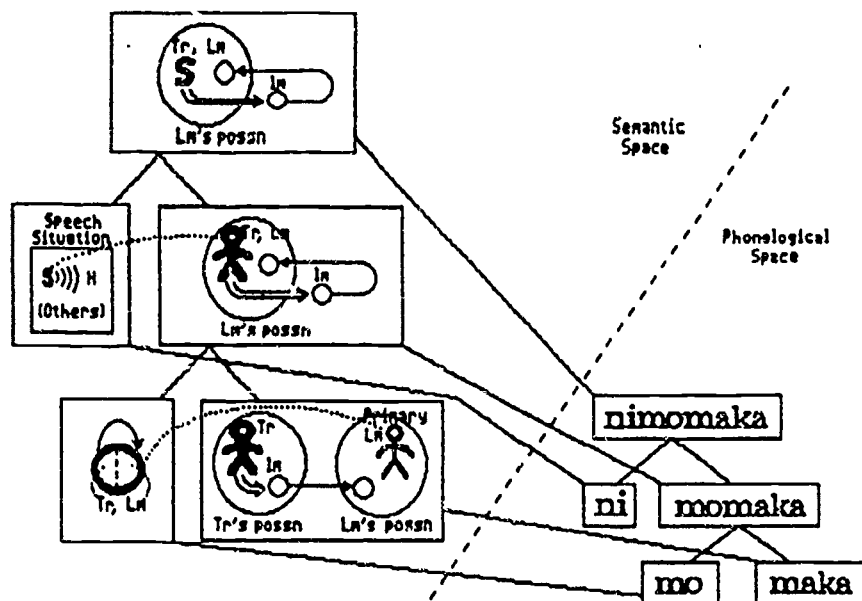 Tr, LM
S
lm
LM's possn
Semantic
Space
Phonological
Space
Speech
Situation
S))))H
(Others)
Tr, LM
lm
LM's possn
Tr, LM
Tr
lm
Tr's possn
Primary
LM
LM's possn
nimomaka
ni
momaka
mo
maka